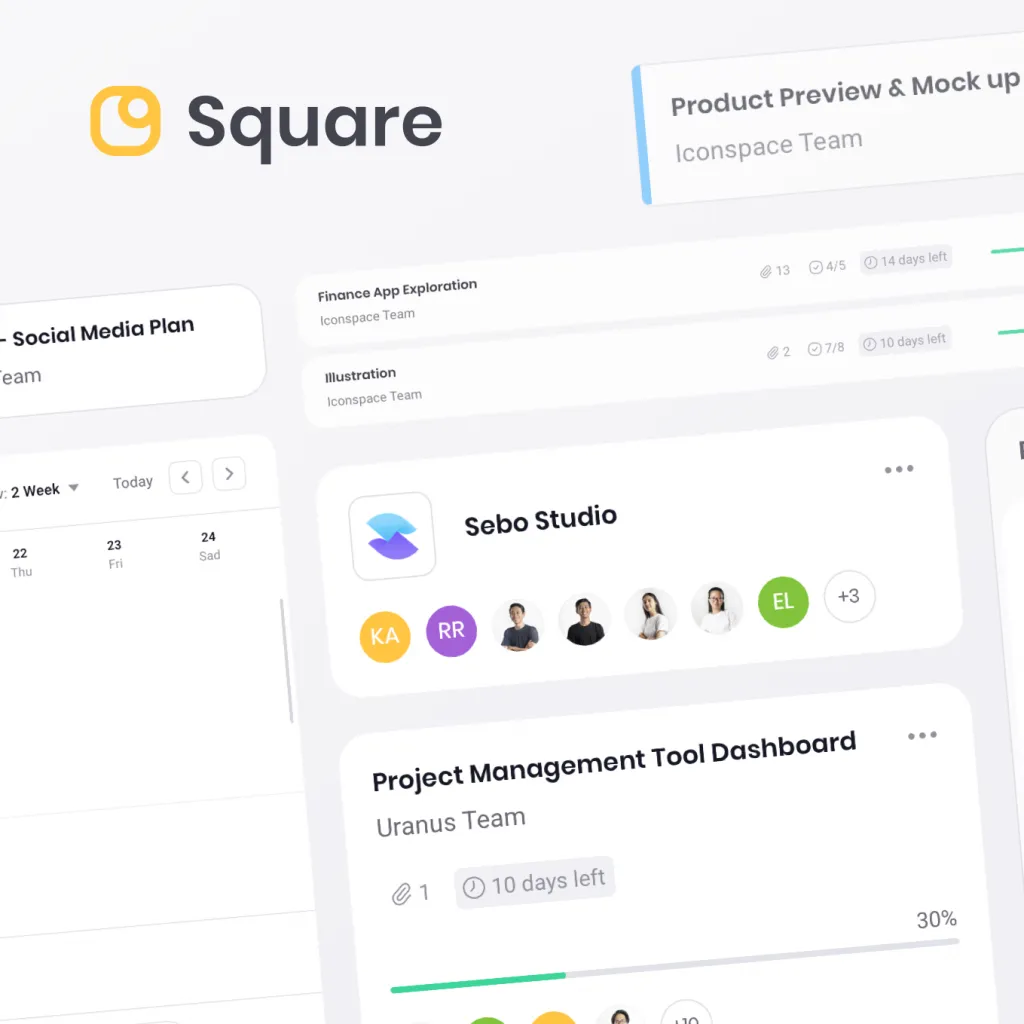 Square
Product Preview & Mock up
Iconspace Team
Finance App Exploration
Iconspace Team
13
4/5
14 days left
Illustration
Iconspace Team
2
7/8
10 days left
- Social Media Plan
Team
: 2 Week
Today
22
Thu
23
Fri
24
Sad
Sebo Studio
KA
RR
EL
+3
Project Management Tool Dashboard
Uranus Team
1
10 days left
30%
+10